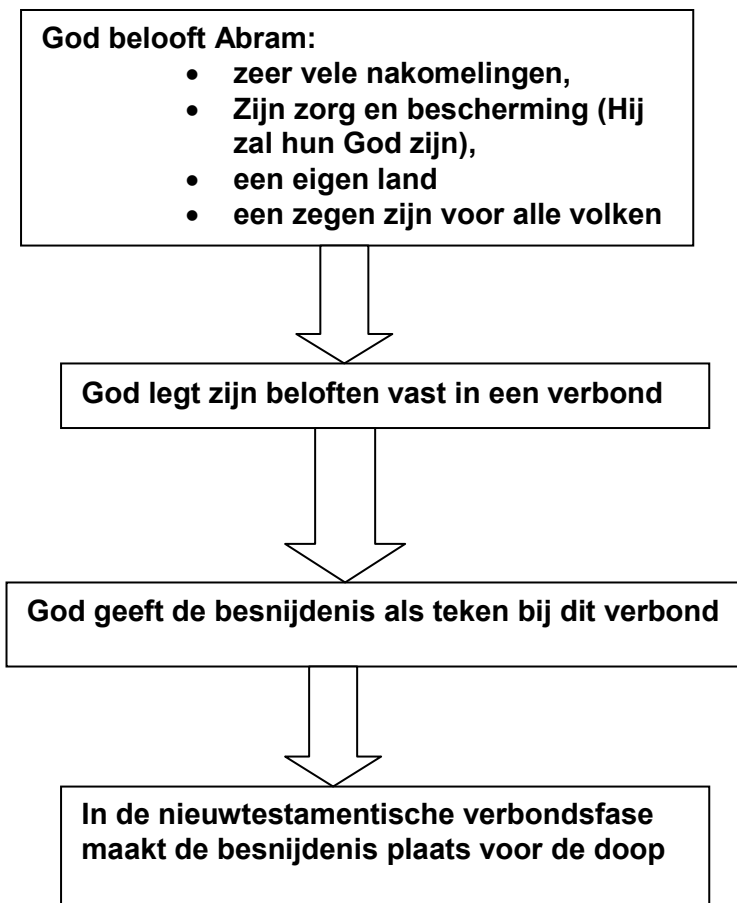 God belooft Abram:
• zeer vele nakomelingen,
• Zijn zorg en bescherming (Hij
zal hun God zijn),
• een eigen land
• een zegen zijn voor alle volken
God legt zijn beloften vast in een verbond
God geeft de besnijdenis als teken bij dit verbond
In de nieuwtestamentische verbondsfase
maakt de besnijdenis plaats voor de doop